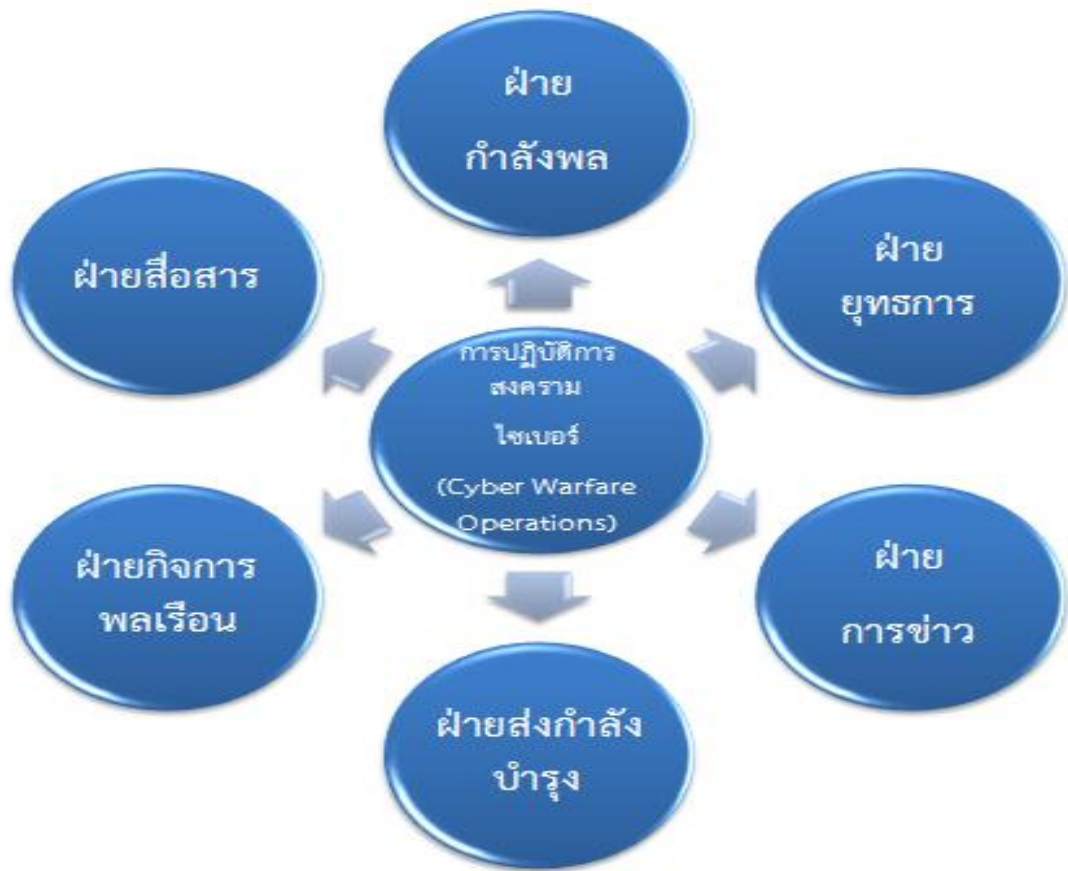 ฝ่าย
กำลังพล
ฝ่าย
ยุทธการ
ฝ่าย
การข่าว
ฝ่ายส่งกำลัง
บำรุง
ฝ่ายกิจการ
พลเรือน
ฝ่ายสื่อสาร
การปฏิบัติการ
สงคราม
ไซเบอร์
(Cyber Warfare
Operations)